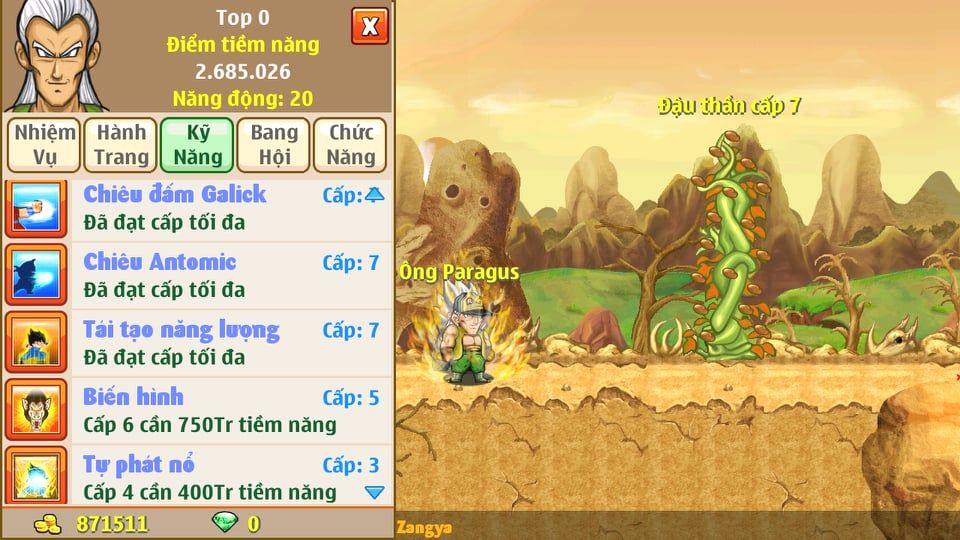 Top 0
X
Điểm tiềm năng
2.685.026
Năng động: 20
Nhiệm Vụ
Hành Trang
Kỹ Năng
Bang Hội
Chức Năng
Chiêu đấm Galick
Cấp:
Đã đạt cấp tối đa
Chiêu Antomic
Cấp: 7
Đã đạt cấp tối đa
Tái tạo năng lượng
Cấp: 7
Đã đạt cấp tối đa
Biến hình
Cấp: 5
Cấp 6 cần 750Tr tiềm năng
Tự phát nổ
Cấp: 3
Cấp 4 cần 400Tr tiềm năng
871511
0
Đậu thần cấp 7
Ông Paragus
Zangya